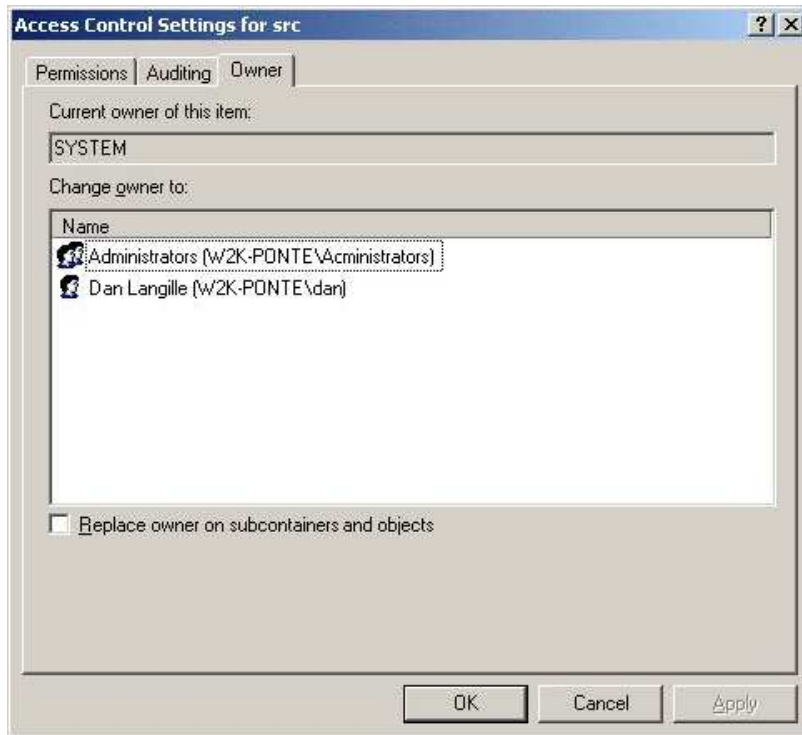 Access Control Settings for src
Permissions Auditing Owner
Current owner of this item:
SYSTEM
Change owner to:
Name
Administrators (W2K-PONTE\Acministrators)
Dan Langille (W2K-PONTE\dan)
Replace owner on subcontainers and objects
OK Cancel Apply